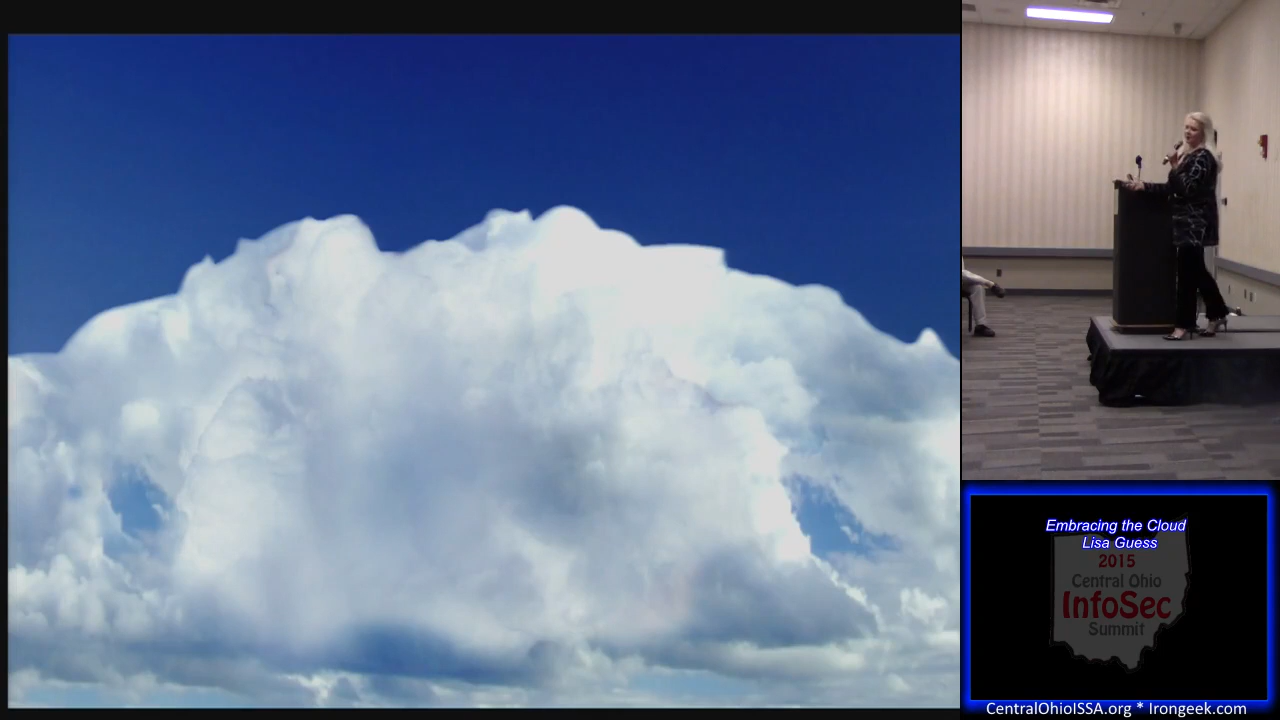 Embracing the Cloud
Lisa Guess
2015
Central Ohio
InfoSec
Summit
CentralOhioISSA.org * Irongeek.com